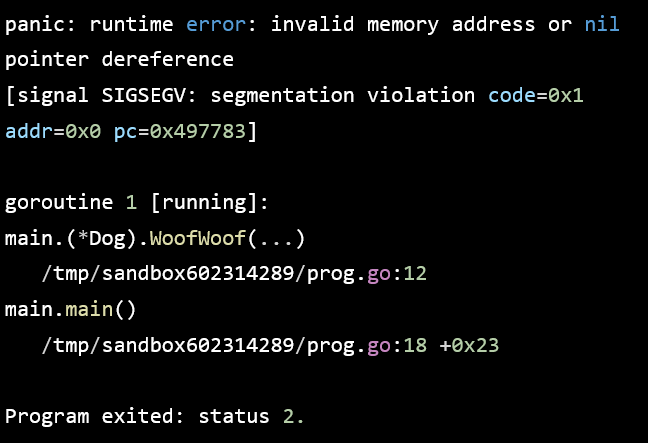 panic: runtime error: invalid memory address or nil
pointer dereference
[signal SIGSEGV: segmentation violation code=0x1
addr=0x0 pc=0x497783]
goroutine 1 [running]:
main.(*Dog).WoofWoof(...)
/tmp/sandbox602314289/prog.go:12
main.main()
/tmp/sandbox602314289/prog.go:18 +0x23
Program exited: status 2.